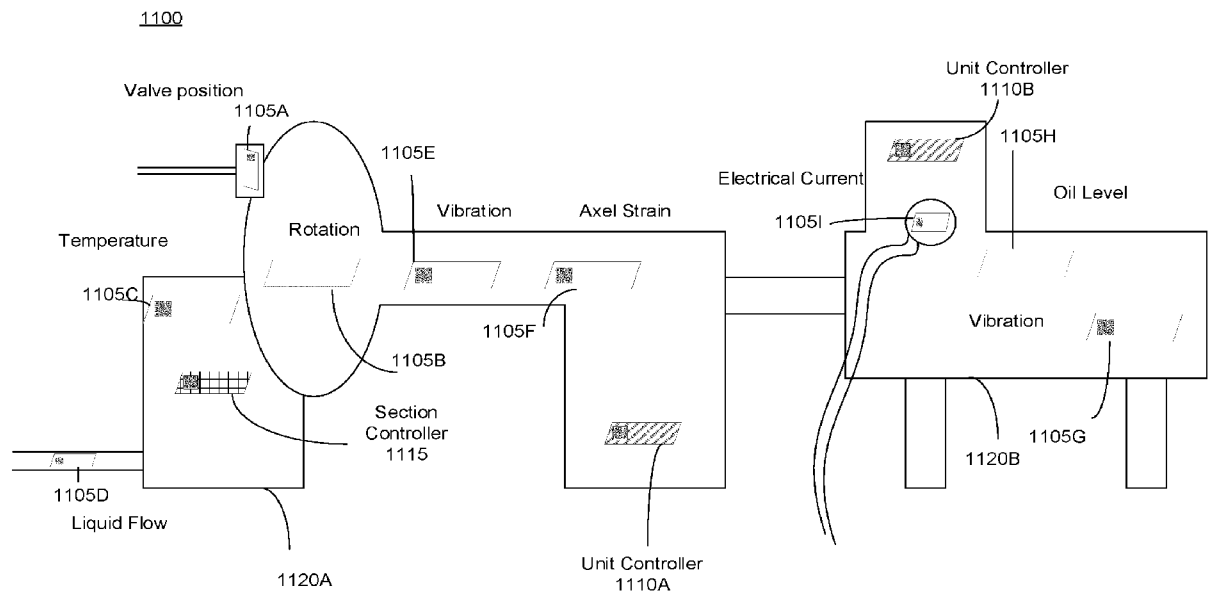 1100
Valve position
1105A
Unit Controller
1110B
1105E
1105H
Electrical Current
Oil Level
Vibration
Axel Strain
1105I
Rotation
Temperature
1105C
1105F
Vibration
1105B
Section
Controller
1115
1105G
1120B
1105D
Liquid Flow
Unit Controller
1110A
1120A